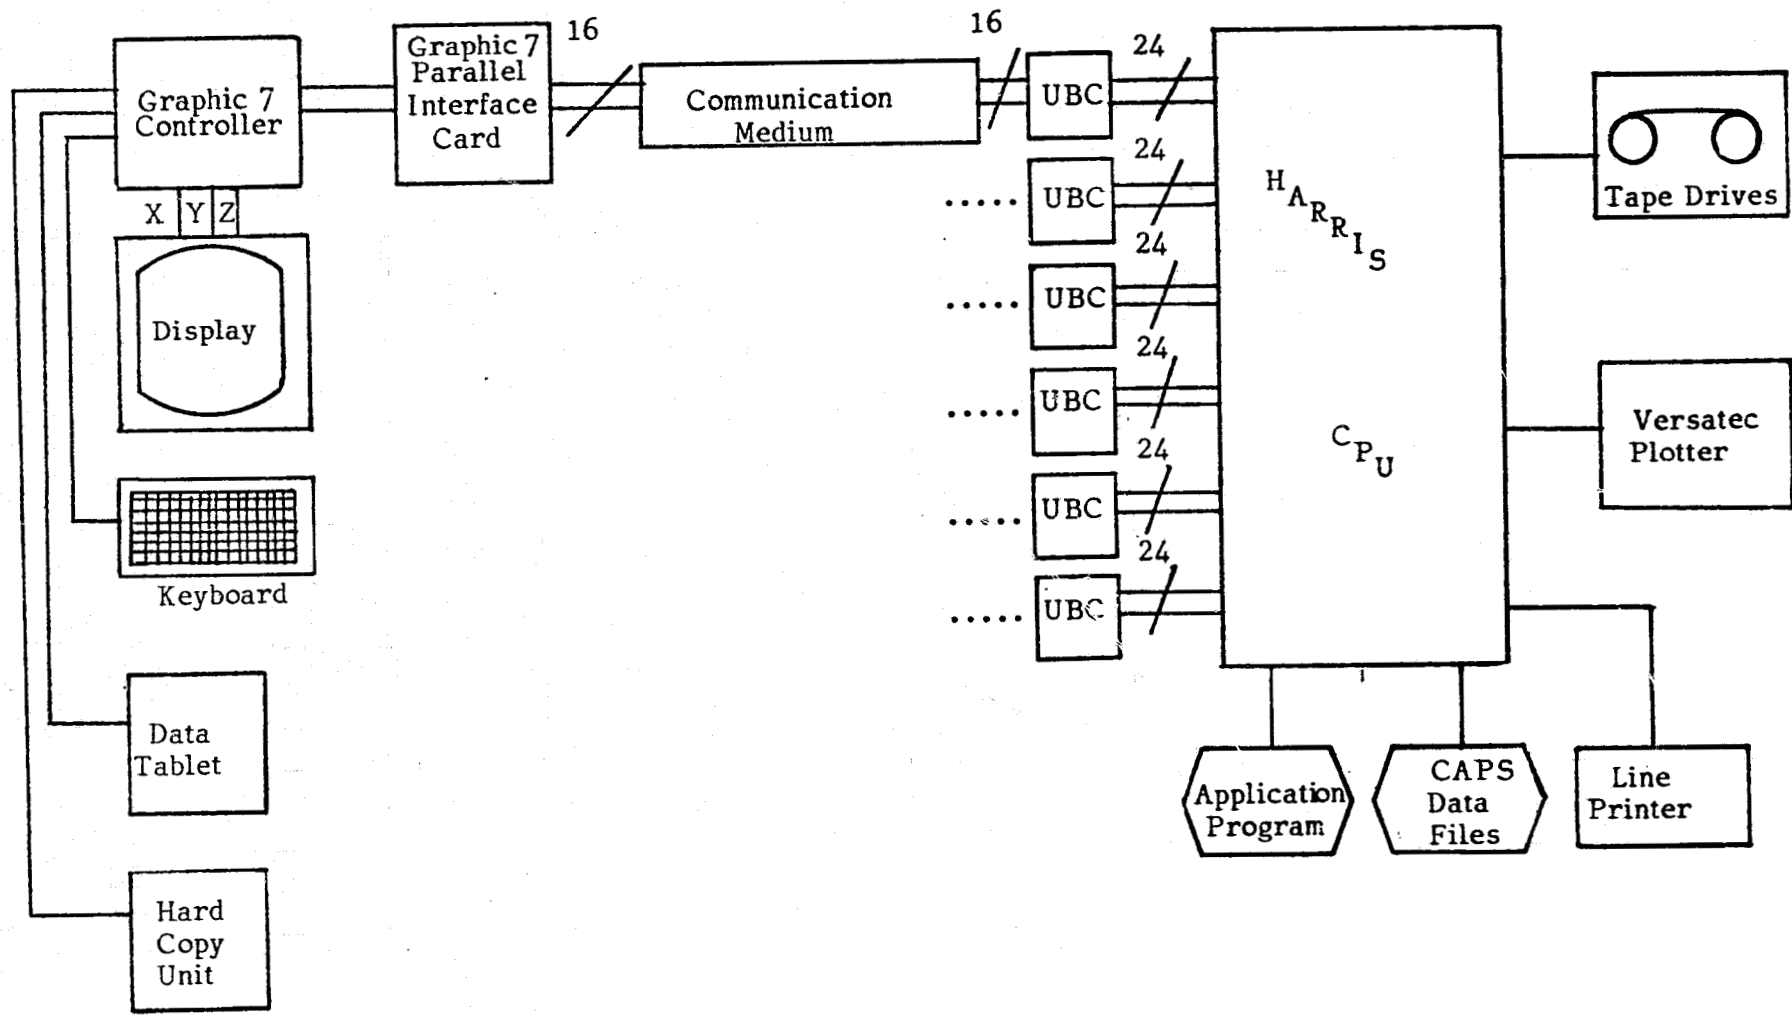 Graphic 7
Controller
Graphic 7
Parallel
Interface
Card
16
Communication
Medium
16
UBC
24
X Y Z
Display
Keyboard
Data
Tablet
Hard
Copy
Unit
UBC
24
UBC
24
UBC
24
UBC
24
UBC
24
HARRIS
CPU
Tape Drives
Versatec
Plotter
Application
Program
CAPS
Data
Files
Line
Printer